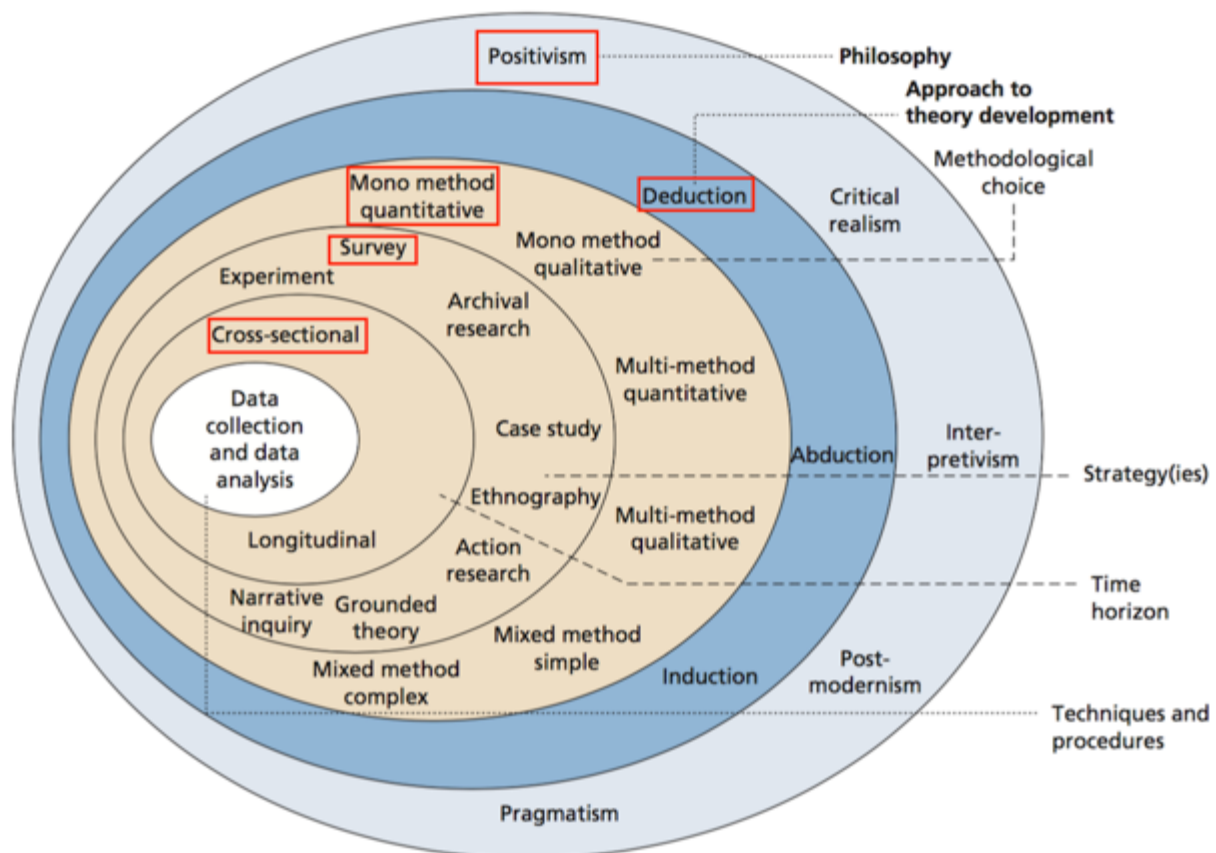 Positivism
Philosophy
Approach to
theory development
Methodological
choice
Mono method
quantitative
Deduction
Critical
realism
Survey
Mono method
qualitative
Experiment
Archival
research
Cross-sectional
Multi-method
quantitative
Data
collection
and data
analysis
Case study
Abduction
Inter-
pretivism
Strategy(ies)
Ethnography
Multi-method
qualitative
Longitudinal
Action
research
Time
horizon
Narrative
inquiry
Grounded
theory
Mixed method
simple
Mixed method
complex
Induction
Post-
modernism
Techniques and
procedures
Pragmatism